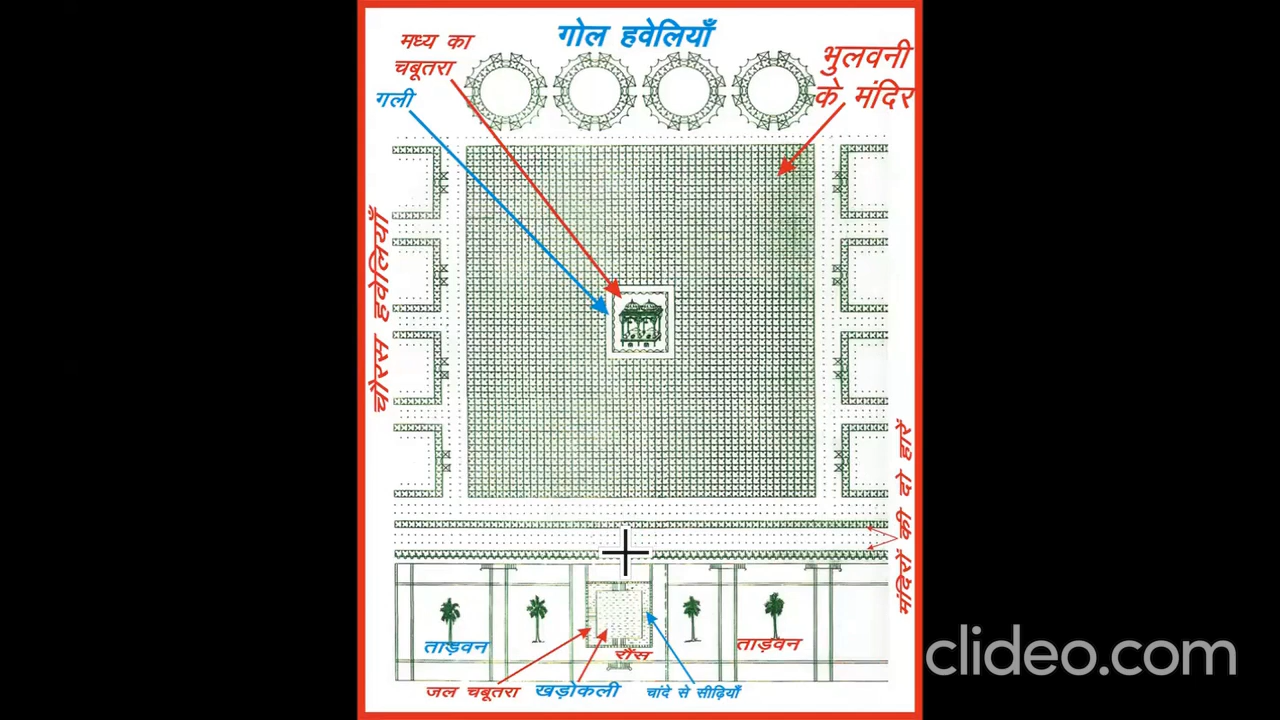 गोल हवेलियाँ
मध्य का
चबूतरा
गली
भुलवनी
के मंदिर
चौरस हवेलियाँ
मंदिरों की दो हारें
ताड़वन
रौंस
ताड़वन
जल चबूतरा
खड़ोकली
चांदे से सीढ़ियाँ
clideo.com